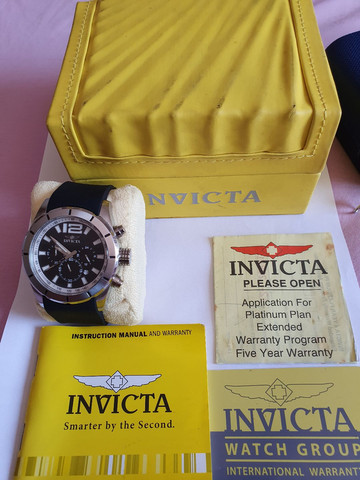 INVICTA
INVICTA
INVICTA
PLEASE OPEN
Application For
Platinum Plan
Extended
Warranty Program
Five Year Warranty
INSTRUCTION MANUAL AND WARRANTY
INVICTA
Smarter by the Second.
INVICTA
WATCH GROUP
INTERNATIONAL WARRANTY